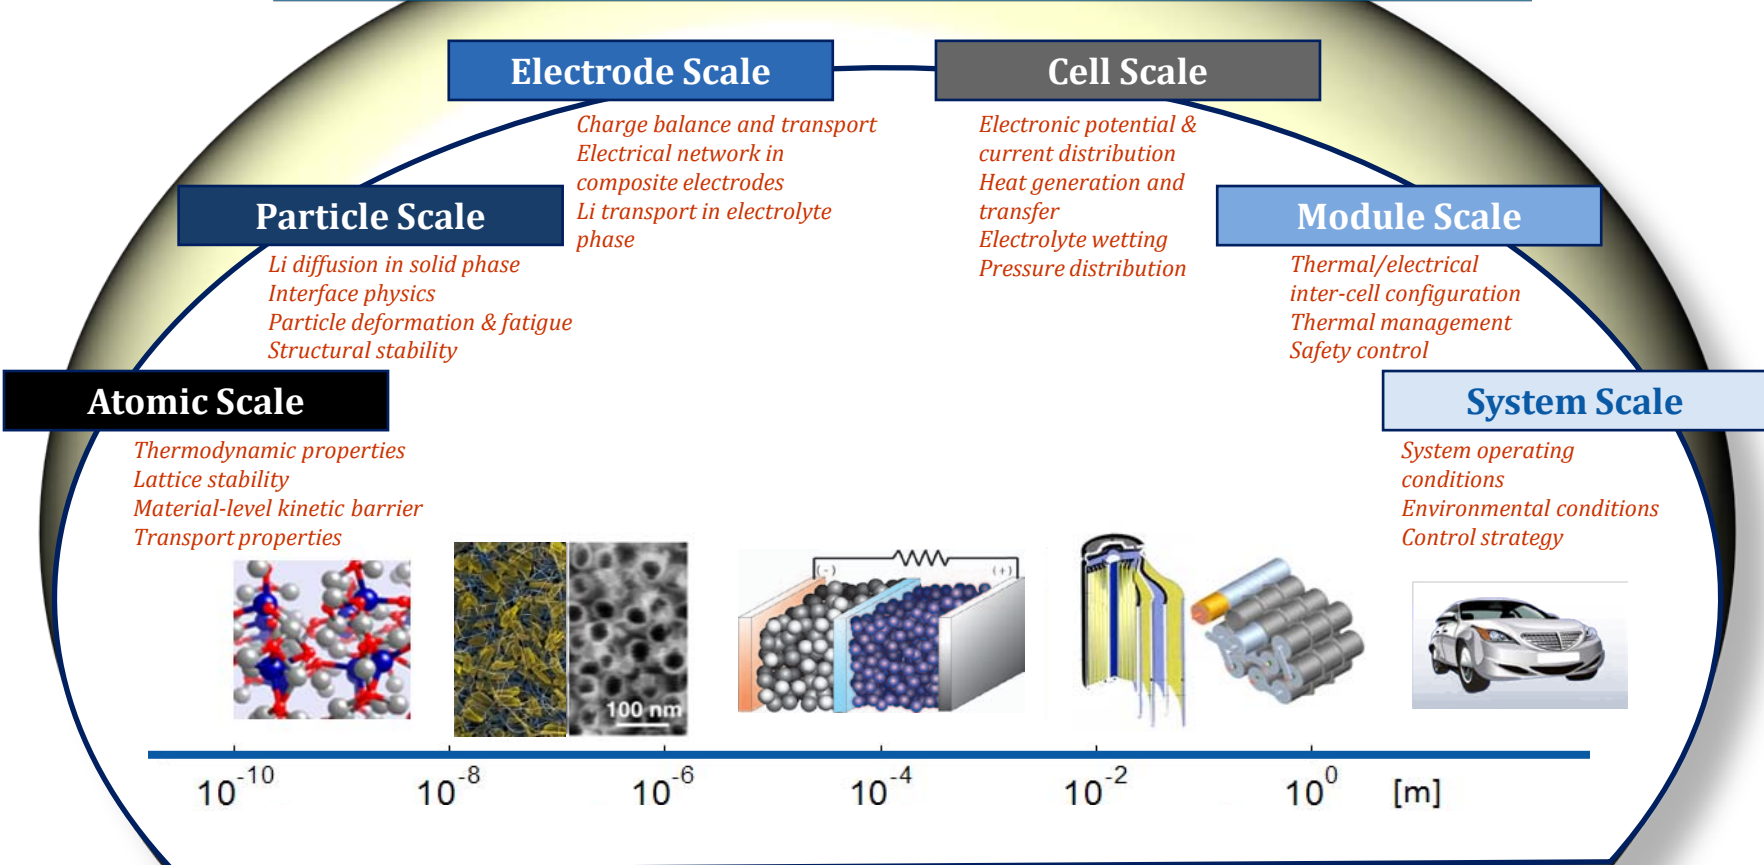 Electrode Scale
Charge balance and transport
Electrical network in
composite electrodes
Li transport in electrolyte
phase
Cell Scale
Electronic potential &
current distribution
Heat generation and
transfer
Electrolyte wetting
Pressure distribution
Particle Scale
Li diffusion in solid phase
Interface physics
Particle deformation & fatigue
Structural stability
Module Scale
Thermal/electrical
inter-cell configuration
Thermal management
Safety control
Atomic Scale
Thermodynamic properties
Lattice stability
Material-level kinetic barrier
Transport properties
System Scale
System operating
conditions
Environmental conditions
Control strategy
(-) (+)
100 nm
10⁻¹⁰ 10⁻⁸ 10⁻⁶ 10⁻⁴ 10⁻² 10⁰ [m]